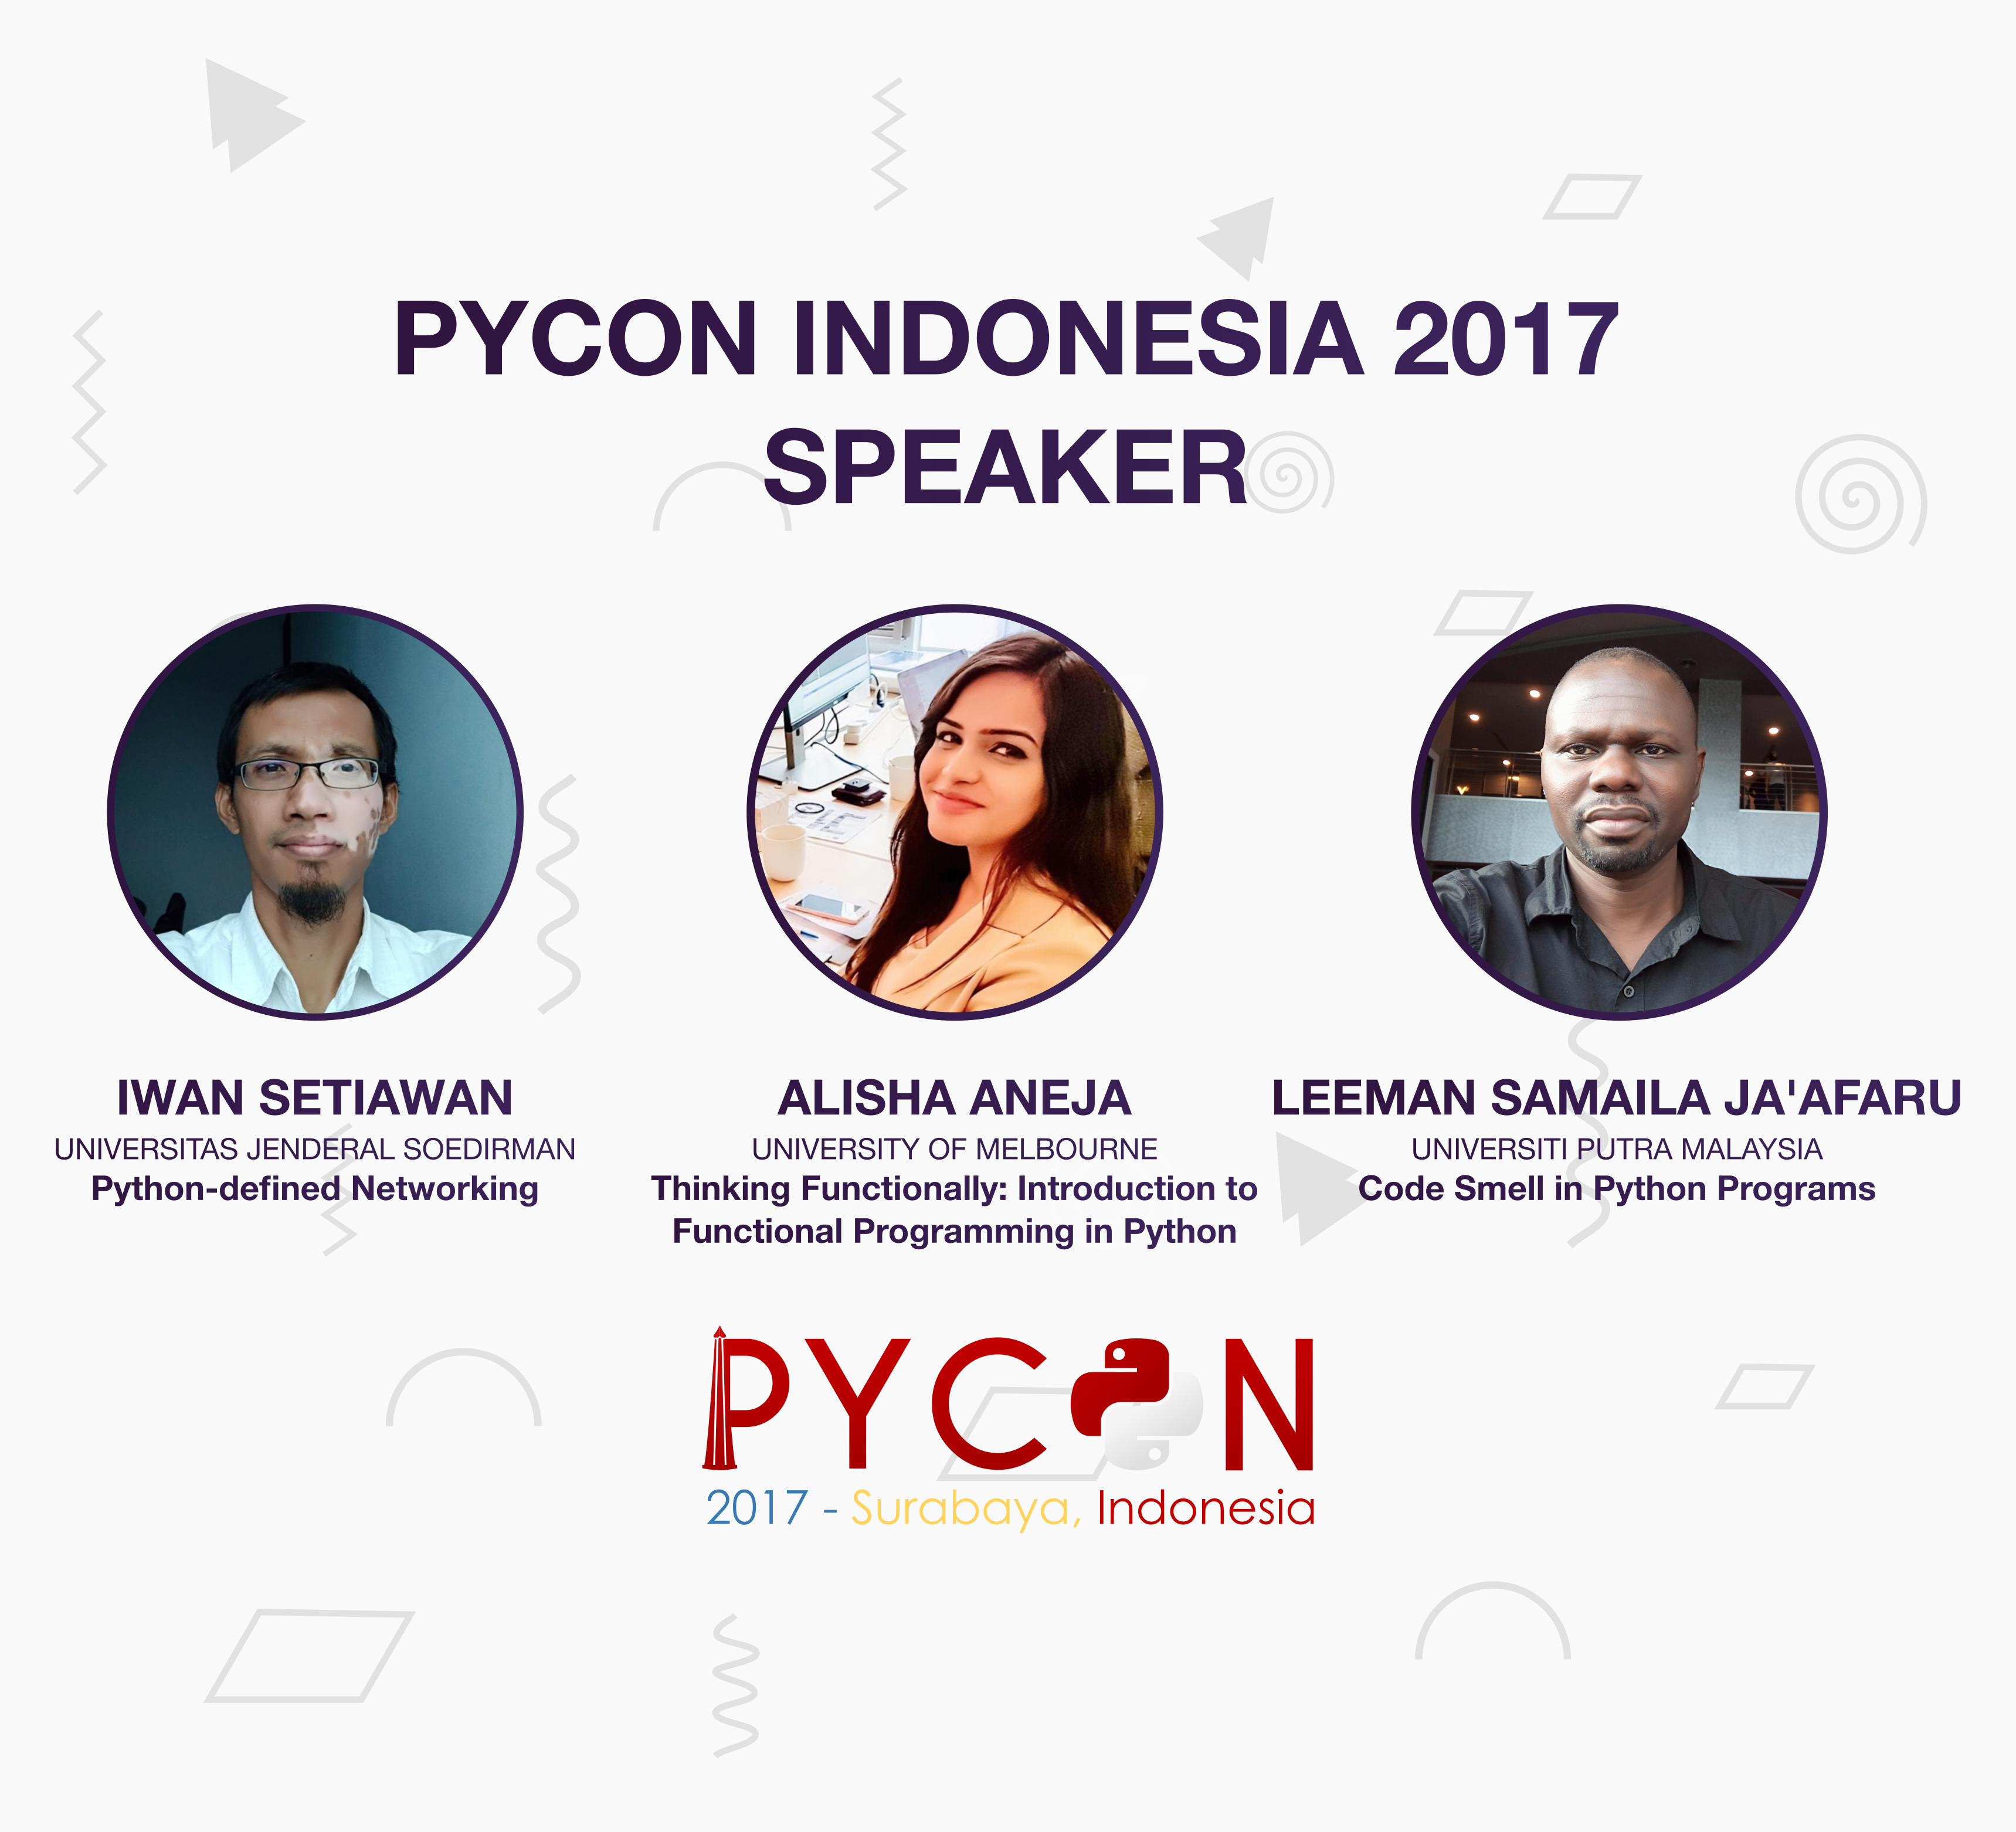 PYCON INDONESIA 2017
SPEAKER
IWAN SETIAWAN
UNIVERSITAS JENDERAL SOEDIRMAN
Python-defined Networking
ALISHA ANEJA
UNIVERSITY OF MELBOURNE
Thinking Functionally: Introduction to
Functional Programming in Python
LEEMAN SAMAILA JA'AFARU
UNIVERSITI PUTRA MALAYSIA
Code Smell in Python Programs
PYCON
2017 - Surabaya, Indonesia